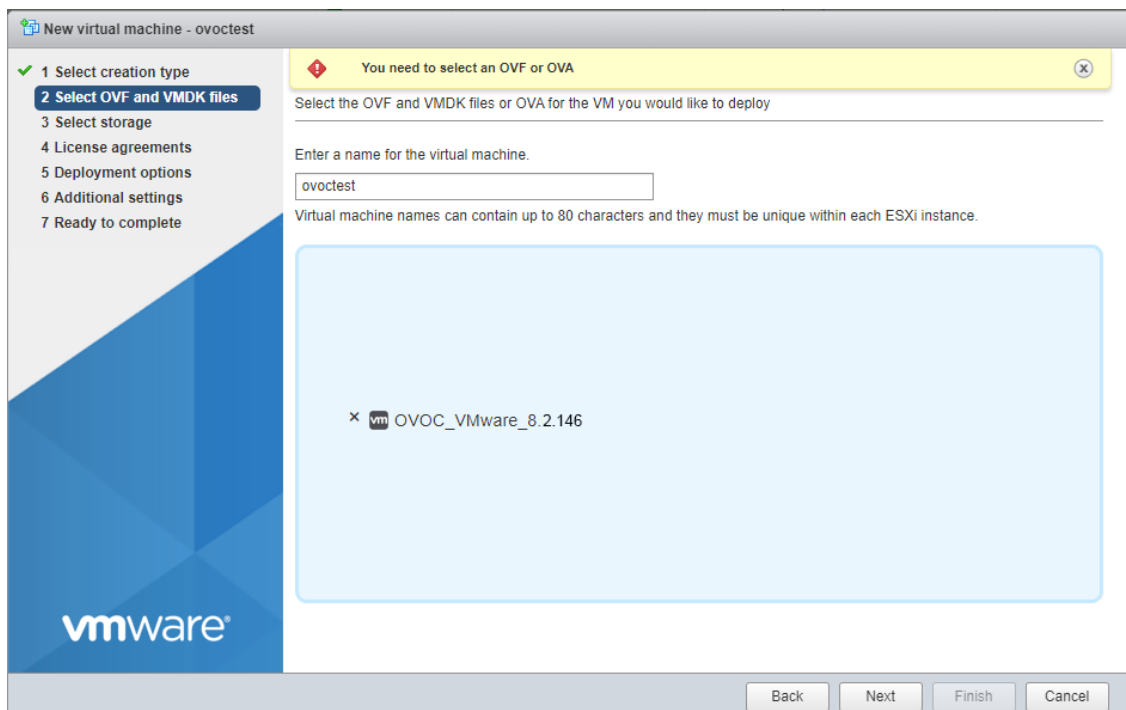 New virtual machine - ovoctest
1 Select creation type
2 Select OVF and VMDK files
3 Select storage
4 License agreements
5 Deployment options
6 Additional settings
7 Ready to complete
vmware®
You need to select an OVF or OVA
Select the OVF and VMDK files or OVA for the VM you would like to deploy
Enter a name for the virtual machine.
ovoctest
Virtual machine names can contain up to 80 characters and they must be unique within each ESXi instance.
× vm OVOC_VMware_8.2.146
Back Next Finish Cancel